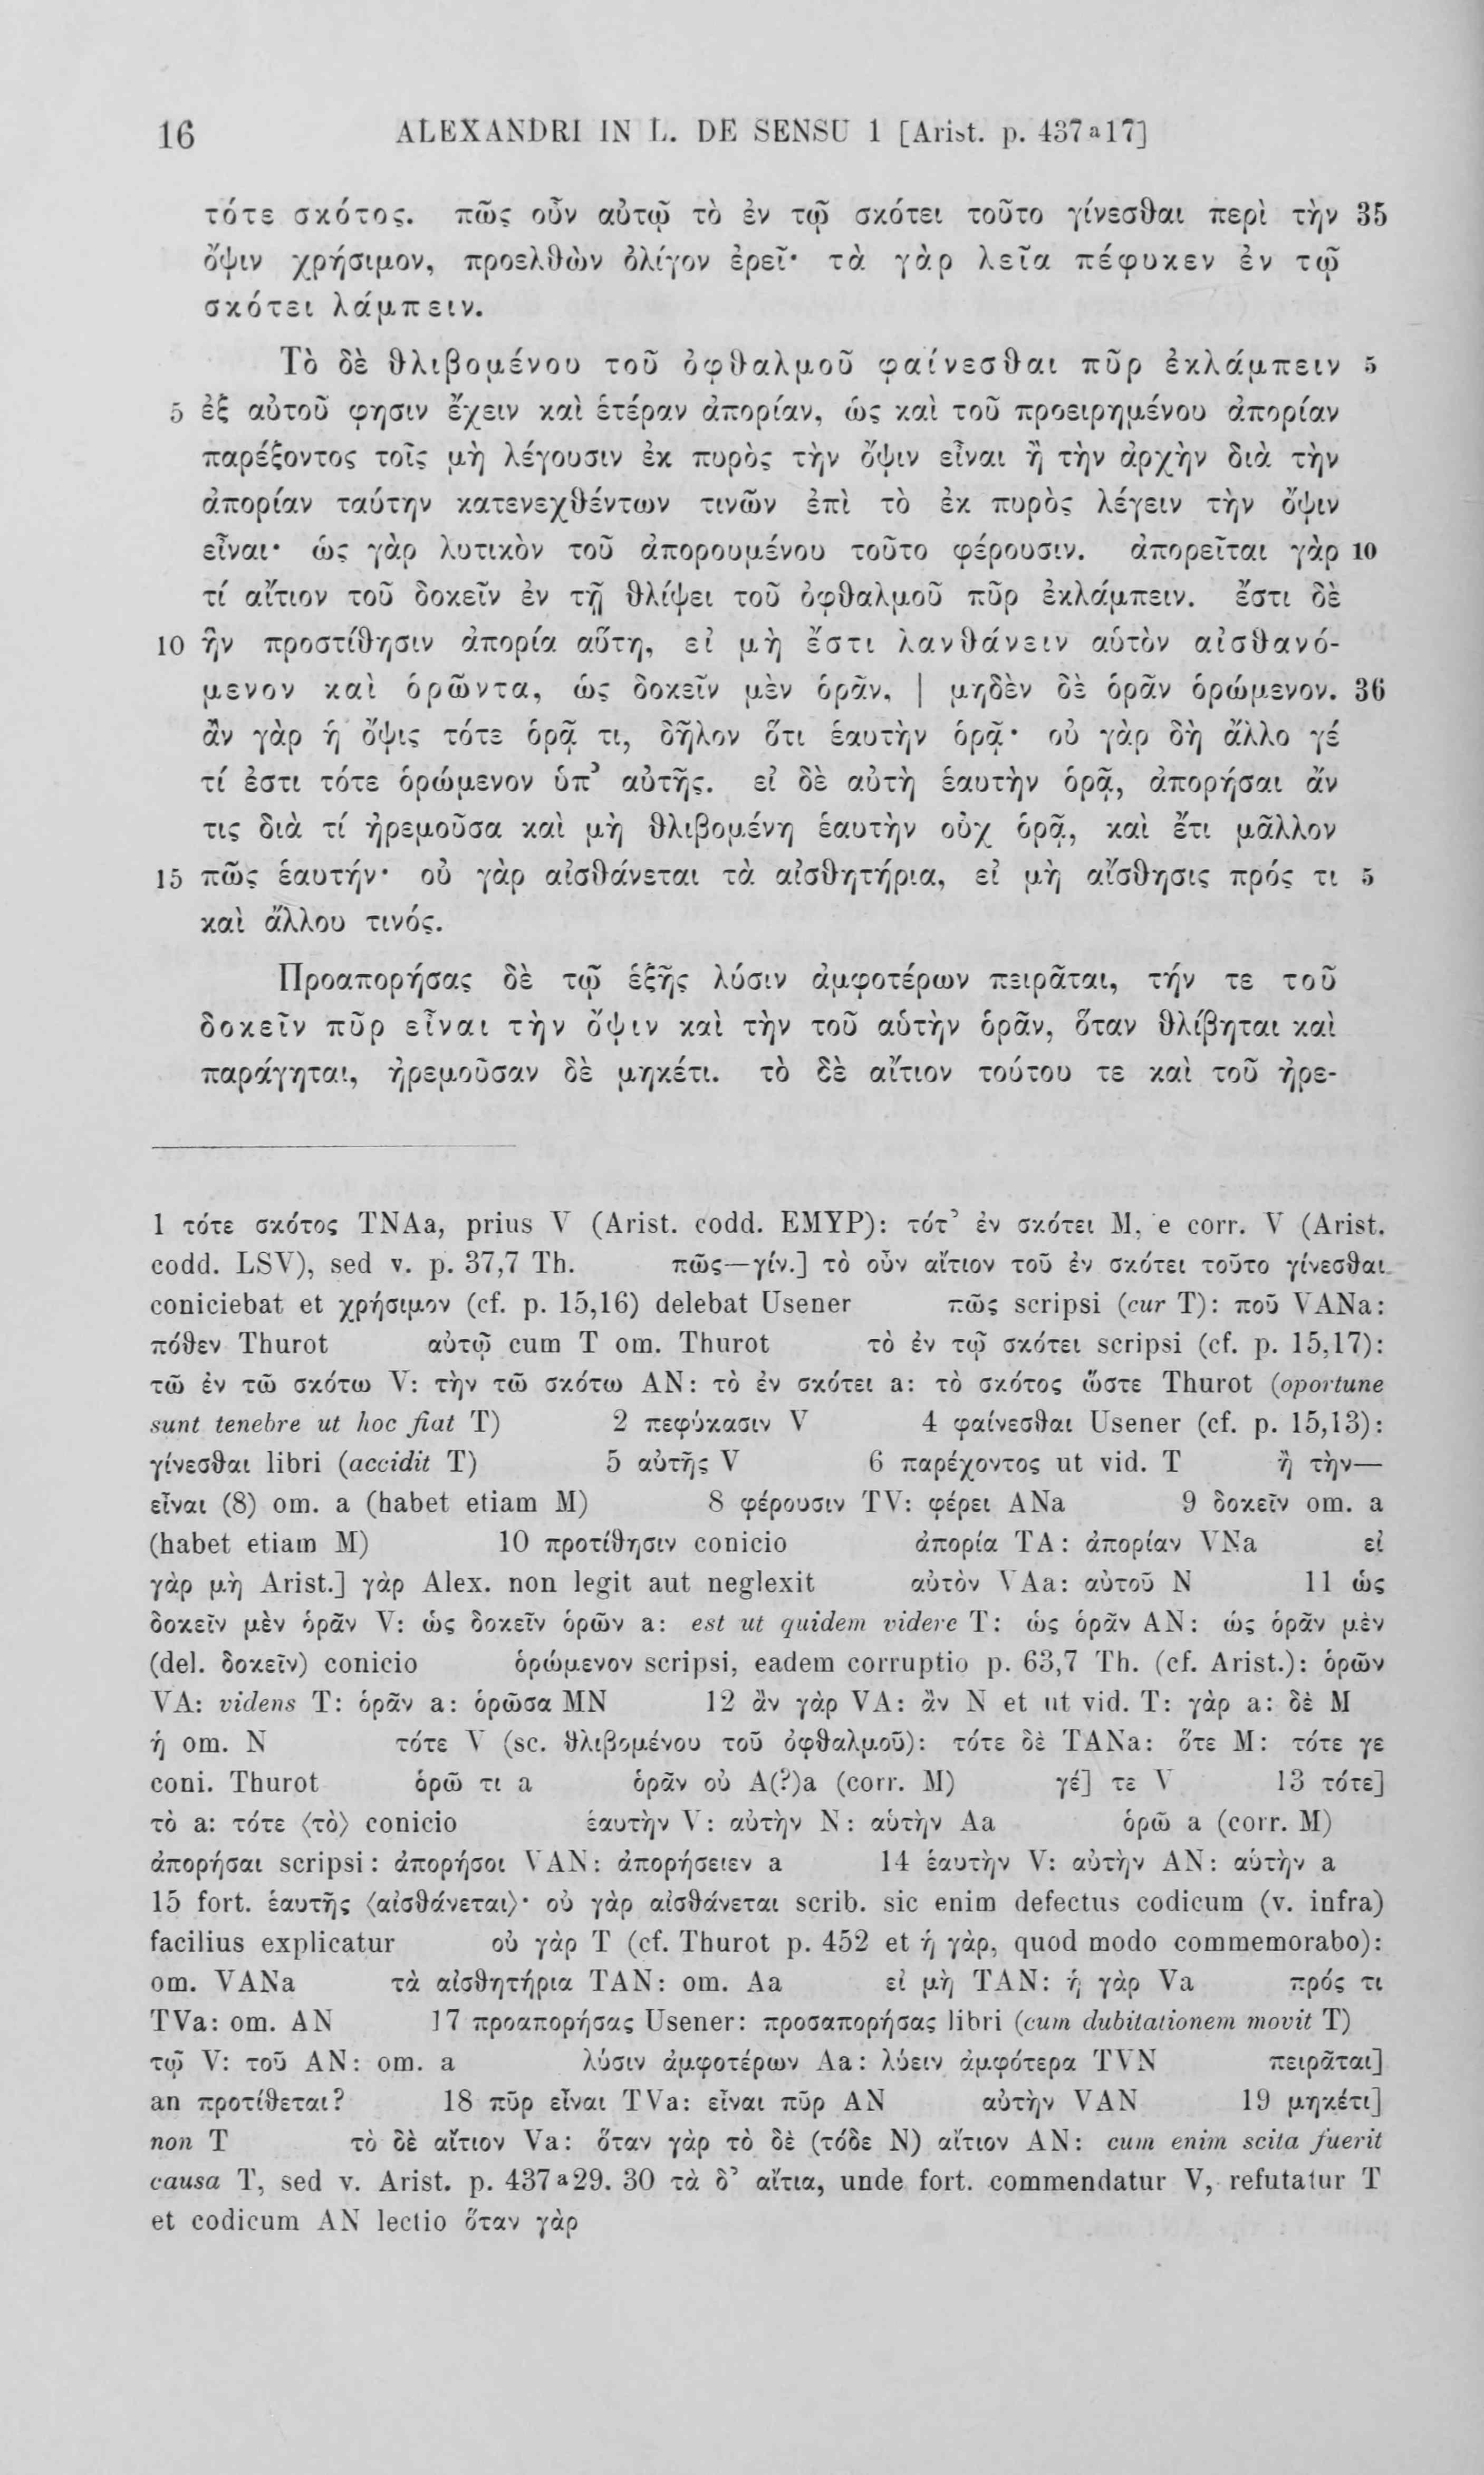 16 ALEXANDRI IN L. DE SENSU 1 [Arist. p. 437 a 17]
τότε σκότος. πῶς οὖν αὐτῷ τὸ ἐν τῷ σκότει τοῦτο γίνεσθαι περὶ τὴν 35
ὄψιν χρήσιμον, προελθὼν ὀλίγον ἐρεῖ· τὰ γὰρ λεῖα πέφυκεν ἐν τῷ
σκότει λάμπειν.
Τὸ δὲ θλιβομένου τοῦ ὀφθαλμοῦ φαίνεσθαι πῦρ ἐκλάμπειν 5
5 ἐξ αὐτοῦ φησιν ἔχειν καὶ ἑτέραν ἀπορίαν, ὡς καὶ τοῦ προειρημένου ἀπορίαν
παρέξοντος τοῖς μὴ λέγουσιν ἐκ πυρὸς τὴν ὄψιν εἶναι ἢ τὴν ἀρχὴν διὰ τὴν
ἀπορίαν ταύτην κατενεχθέντων τινῶν ἐπὶ τὸ ἐκ πυρὸς λέγειν τὴν ὄψιν
εἶναι· ὡς γὰρ λυτικὸν τοῦ ἀπορουμένου τοῦτο φέρουσιν. ἀπορεῖται γὰρ 10
τί αἴτιον τοῦ δοκεῖν ἐν τῇ θλίψει τοῦ ὀφθαλμοῦ πῦρ ἐκλάμπειν. ἔστι δὲ
10 ἣν προστίθησιν ἀπορία αὕτη, εἰ μὴ ἔστι λανθάνειν αὑτὸν αἰσθανό-
μενον καὶ ὁρῶντα, ὡς δοκεῖν μὲν ὁρᾶν, | μηδὲν δὲ ὁρᾶν ὁρώμενον. 36
ἂν γὰρ ἡ ὄψις τότε ὁρᾷ τι, δῆλον ὅτι ἑαυτὴν ὁρᾷ· οὐ γὰρ δὴ ἄλλο γέ
τί ἐστι τότε ὁρώμενον ὑπ’ αὐτῆς. εἰ δὲ αὐτὴ ἑαυτὴν ὁρᾷ, ἀπορήσαι ἄν
τις διὰ τί ἠρεμοῦσα καὶ μὴ θλιβομένη ἑαυτὴν οὐχ ὁρᾷ, καὶ ἔτι μᾶλλον
15 πῶς ἑαυτήν· οὐ γὰρ αἰσθάνεται τὰ αἰσθητήρια, εἰ μὴ αἴσθησις πρός τι 5
καὶ ἄλλου τινός.
Προαπορήσας δὲ τῷ ἑξῆς λύσιν ἀμφοτέρων πειρᾶται, τήν τε τοῦ
δοκεῖν πῦρ εἶναι τὴν ὄψιν καὶ τὴν τοῦ αὑτὴν ὁρᾶν, ὅταν θλίβηται καὶ
παράγηται, ἠρεμοῦσαν δὲ μηκέτι. τὸ δὲ αἴτιον τούτου τε καὶ τοῦ ἠρε-
1 τότε σκότος TNAa, prius V (Arist. codd. EMYP): τότ’ ἐν σκότει M, e corr. V (Arist.
codd. LSV), sed v. p. 37,7 Th. πῶς—γίν.] τὸ οὖν αἴτιον τοῦ ἐν σκότει τοῦτο γίνεσθαι
coniciebat et χρήσιμον (cf. p. 15,16) delebat Usener πῶς scripsi (cur T): ποῦ VANa:
πόθεν Thurot αὐτῷ cum T om. Thurot τὸ ἐν τῷ σκότει scripsi (cf. p. 15,17):
τῶ ἐν τῶ σκότω V: τὴν τῶ σκότω AN: τὸ ἐν σκότει a: τὸ σκότος ὥστε Thurot (oportune
sunt tenebre ut hoc fiat T) 2 πεφύκασιν V 4 φαίνεσθαι Usener (cf. p. 15,13):
γίνεσθαι libri (accidit T) 5 αὐτῆς V 6 παρέχοντος ut vid. T ἢ τὴν—
εἶναι (8) om. a (habet etiam M) 8 φέρουσιν TV: φέρει ANa 9 δοκεῖν om. a
(habet etiam M) 10 προτίθησιν conicio ἀπορία TA: ἀπορίαν VNa εἰ
γὰρ μὴ Arist.] γὰρ Alex. non legit aut neglexit αὐτὸν VAa: αὐτοῦ N 11 ὡς
δοκεῖν μὲν ὁρᾶν V: ὡς δοκεῖν ὁρῶν a: est ut quidem videre T: ὡς ὁρᾶν AN: ὡς ὁρᾶν μὲν
(del. δοκεῖν) conicio ὁρώμενον scripsi, eadem corruptio p. 63,7 Th. (cf. Arist.): ὁρῶν
VA: videns T: ὁρᾶν a: ὁρῶσα MN 12 ἂν γὰρ VA: ἂν N et ut vid. T: γὰρ a: δὲ M
ἡ om. N τότε V (sc. θλιβομένου τοῦ ὀφθαλμοῦ): τότε δὲ TANa: ὅτε M: τότε γε
coni. Thurot ὁρῶ τι a ὁρᾶν οὐ A(?)a (corr. M) γέ] τε V 13 τότε]
τὸ a: τότε ⟨τὸ⟩ conicio ἑαυτὴν V: αὐτὴν N: αὑτὴν Aa ὁρῶ a (corr. M)
ἀπορήσαι scripsi: ἀπορήσοι VAN: ἀπορήσειεν a 14 ἑαυτὴν V: αὐτὴν AN: αὑτὴν a
15 fort. ἑαυτῆς ⟨αἰσθάνεται⟩· οὐ γὰρ αἰσθάνεται scrib. sic enim defectus codicum (v. infra)
facilius explicatur οὐ γὰρ T (cf. Thurot p. 452 et ἡ γὰρ, quod modo commemorabo):
om. VANa τὰ αἰσθητήρια TAN: om. Aa εἰ μὴ TAN: ἡ γὰρ Va πρός τι
TVa: om. AN 17 προαπορήσας Usener: προσαπορήσας libri (cum dubitationem movit T)
τῷ V: τοῦ AN: om. a λύσιν ἀμφοτέρων Aa: λύειν ἀμφότερα TVN πειρᾶται]
an προτίθεται? 18 πῦρ εἶναι TVa: εἶναι πῦρ AN αὐτὴν VAN 19 μηκέτι]
non T τὸ δὲ αἴτιον Va: ὅταν γὰρ τὸ δὲ (τόδε N) αἴτιον AN: cum enim scita fuerit
causa T, sed v. Arist. p. 437 a 29. 30 τὰ δ’ αἴτια, unde fort. commendatur V, refutatur T
et codicum AN lectio ὅταν γὰρ